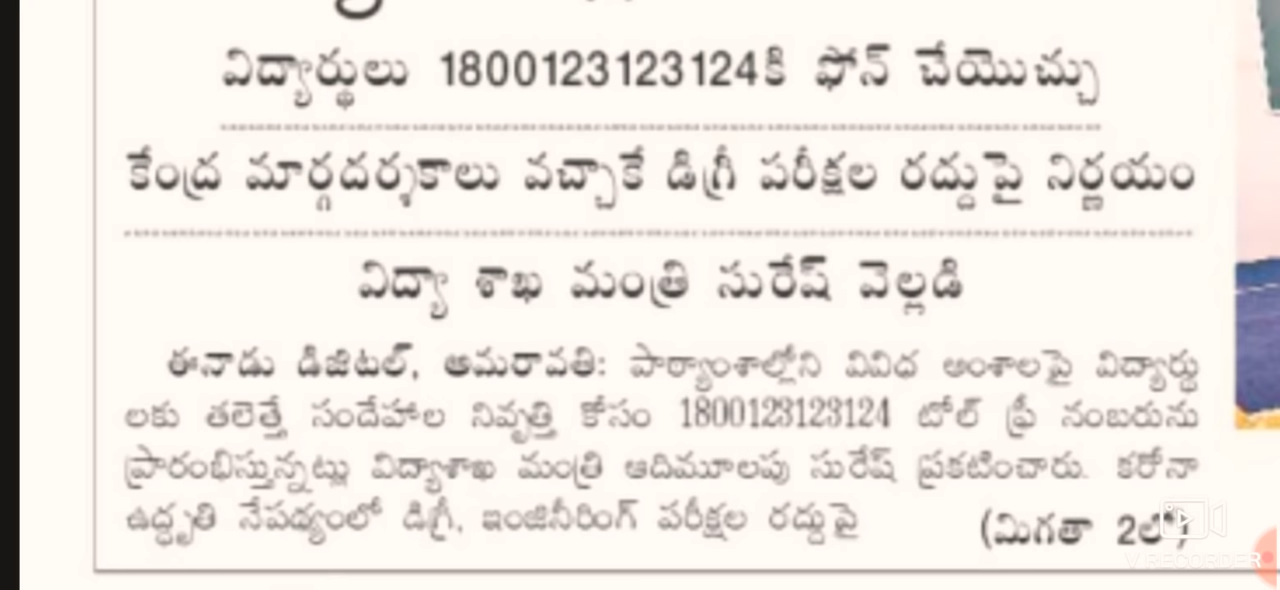 విద్యార్థులు 1800123123124కి ఫోన్ చేయొచ్చు
కేంద్ర మార్గదర్శకాలు వచ్చాకే డిగ్రీ పరీక్షల రద్దుపై నిర్ణయం
విద్యా శాఖ మంత్రి సురేష్ వెల్లడి
ఈనాడు డిజిటల్, అమరావతి: పాఠ్యాంశాల్లోని వివిధ అంశాలపై విద్యార్థు
లకు తలెత్తే సందేహాల నివృత్తి కోసం 1800123123124 టోల్ ఫ్రీ నంబరును
ప్రారంభిస్తున్నట్లు విద్యాశాఖ మంత్రి ఆదిమూలపు సురేష్ ప్రకటించారు. కరోనా
ఉద్ధృతి నేపథ్యంలో డిగ్రీ, ఇంజినీరింగ్ పరీక్షల రద్దుపై (మిగతా 2లో)
V RECORDER